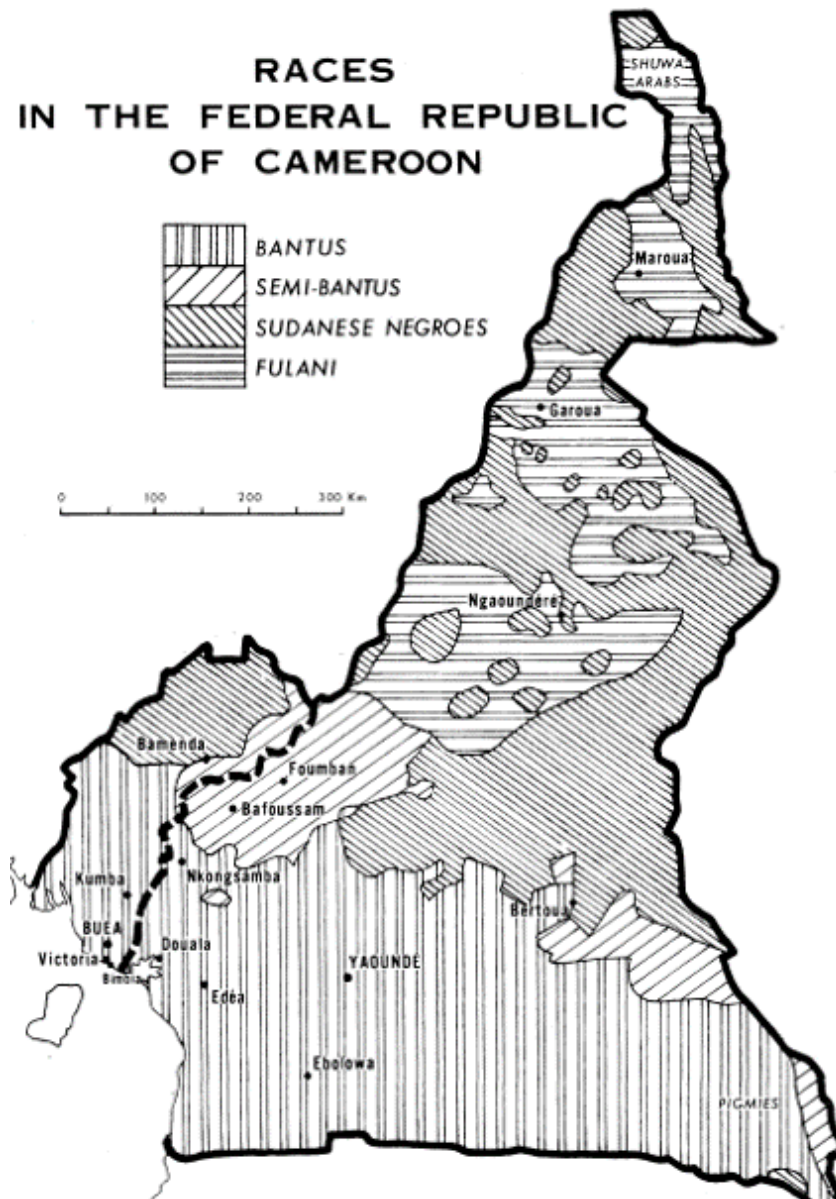 RACES
IN THE FEDERAL REPUBLIC
OF CAMEROON
SHUWA
ARABS
BANTUS
SEMI-BANTUS
SUDANESE NEGROES
FULANI
Maroua
Garoua
0 100 200 300 Km
Ngaoundéré
Bamenda
Foumban
Bafoussam
Nkongsamba
Kumba
Bertoua
BUEA
Douala
Victoria
Bimbia
YAOUNDÉ
Edéa
Ebolowa
PIGMIES